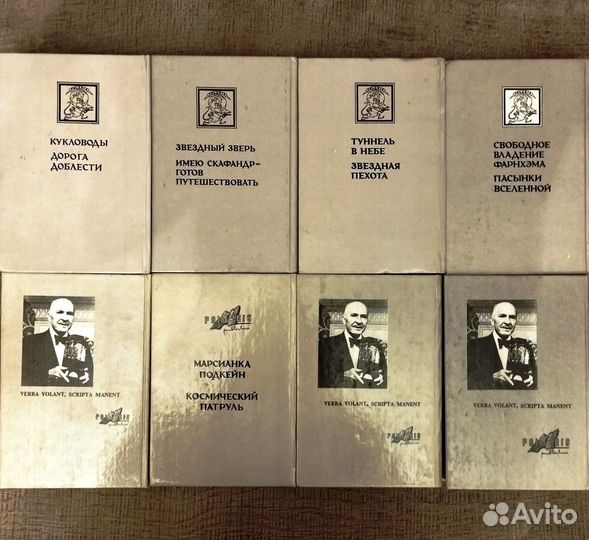 КУКЛОВОДЫ
ДОРОГА
ДОБЛЕСТИ
ЗВЕЗДНЫЙ ЗВЕРЬ
ИМЕЮ СКАФАНДР-
ГОТОВ
ПУТЕШЕСТВОВАТЬ
ТУННЕЛЬ
В НЕБЕ
ЗВЕЗДНАЯ
ПЕХОТА
СВОБОДНОЕ
ВЛАДЕНИЕ
ФАРНХЭМА
ПАСЫНКИ
ВСЕЛЕННОЙ
VERBA VOLANT, SCRIPTA MANENT
МАРСИАНКА
ПОДКЕЙН
КОСМИЧЕСКИЙ
ПАТРУЛЬ
VERBA VOLANT, SCRIPTA MANENT
VERBA VOLANT, SCRIPTA MANENT
Avito